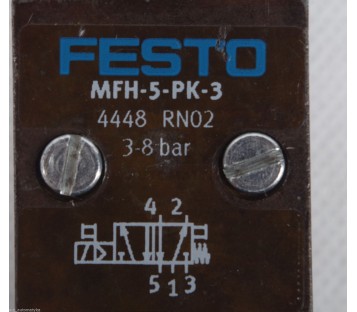 FESTO
MFH-5-PK-3
4448 RN02
3-8 bar
4 2
5 1 3